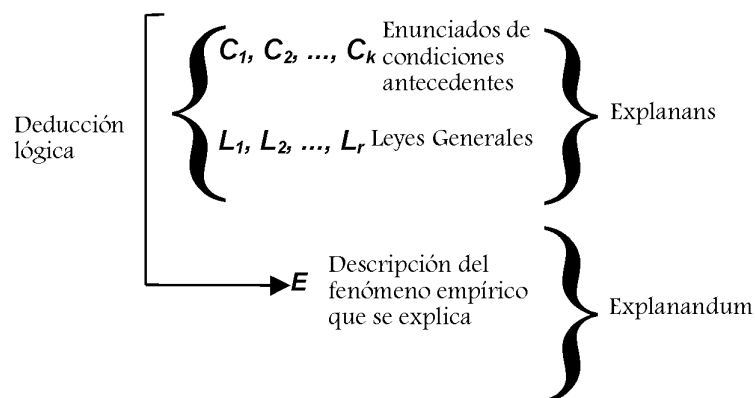 C1, C2, ..., Ck
Enunciados de
condiciones
antecedentes
L1, L2, ..., Lr
Leyes Generales
Explanans
Deducción
lógica
E
Descripción del
fenómeno empírico
que se explica
Explanandum